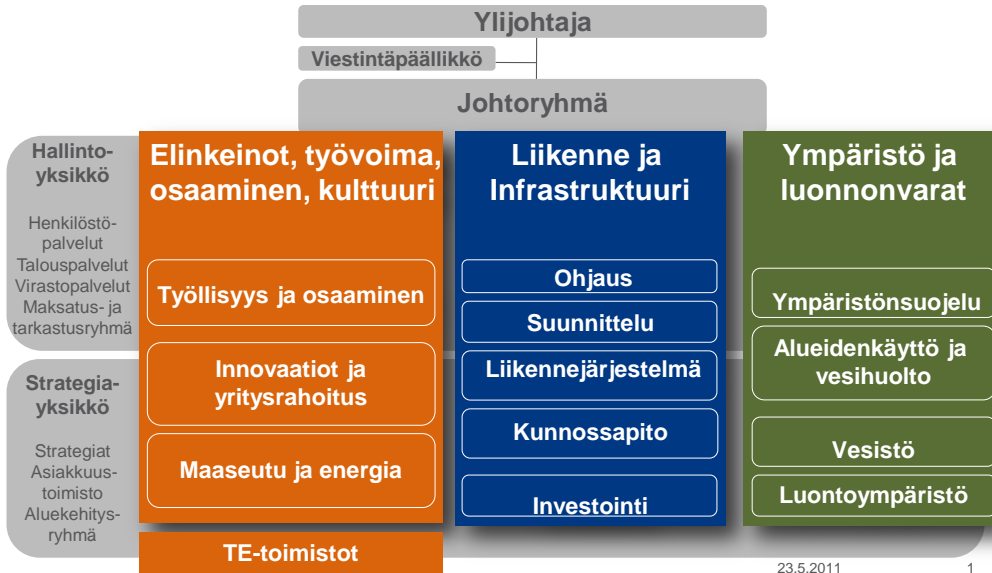 Ylijohtaja
Viestintäpäällikkö
Johtoryhmä
Hallinto-
yksikkö
Henkilöstö-
palvelut
Talouspalvelut
Virastopalvelut
Maksatus- ja
tarkastusryhmä
Strategia-
yksikkö
Strategiat
Asiakkuus-
toimisto
Aluekehitys-
ryhmä
Elinkeinot, työvoima,
osaaminen, kulttuuri
Työllisyys ja osaaminen
Innovaatiot ja
yritysrahoitus
Maaseutu ja energia
TE-toimistot
Liikenne ja
Infrastruktuuri
Ohjaus
Suunnittelu
Liikennejärjestelmä
Kunnossapito
Investointi
Ympäristö ja
luonnonvarat
Ympäristönsuojelu
Alueidenkäyttö ja
vesihuolto
Vesistö
Luontoympäristö
23.5.2011
1